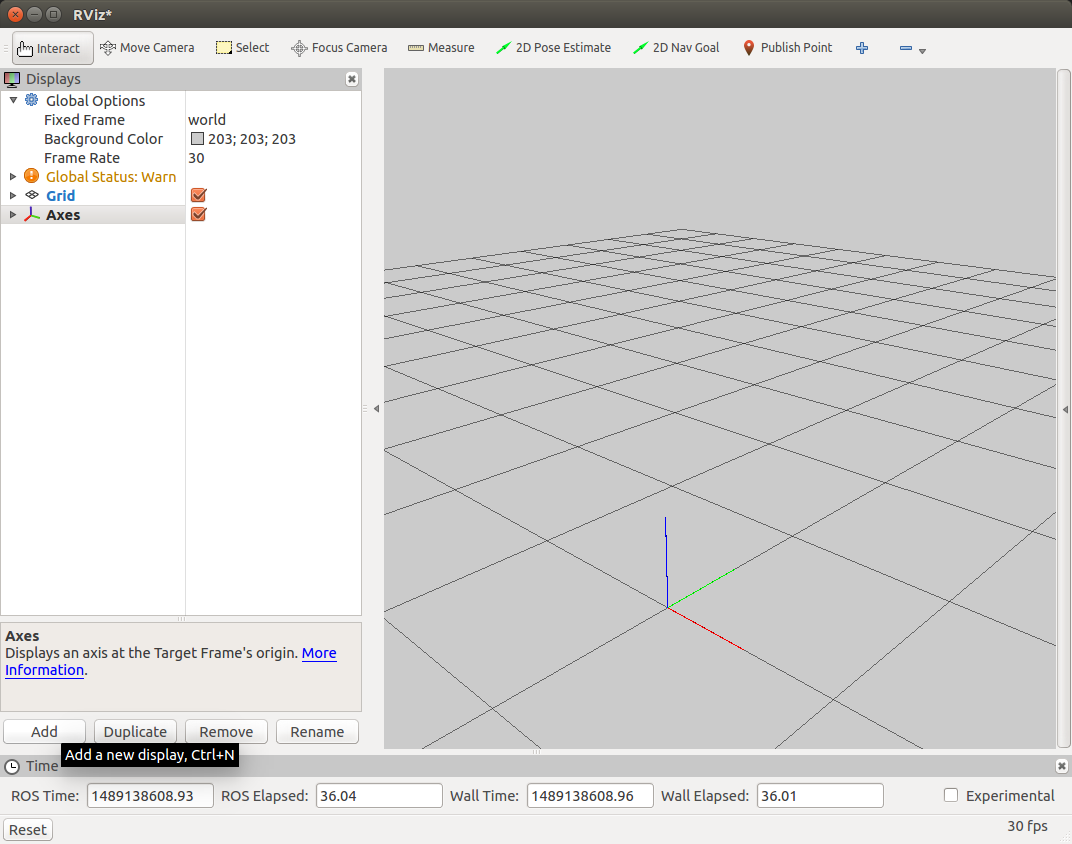 RViz*
Interact Move Camera Select Focus Camera Measure 2D Pose Estimate 2D Nav Goal Publish Point
Displays
Global Options
Fixed Frame world
Background Color 203; 203; 203
Frame Rate 30
Global Status: Warn
Grid
Axes
Axes
Displays an axis at the Target Frame's origin. More
Information.
Add Duplicate Remove Rename
Add a new display, Ctrl+N
Time
ROS Time: 1489138608.93 ROS Elapsed: 36.04 Wall Time: 1489138608.96 Wall Elapsed: 36.01 Experimental
Reset 30 fps